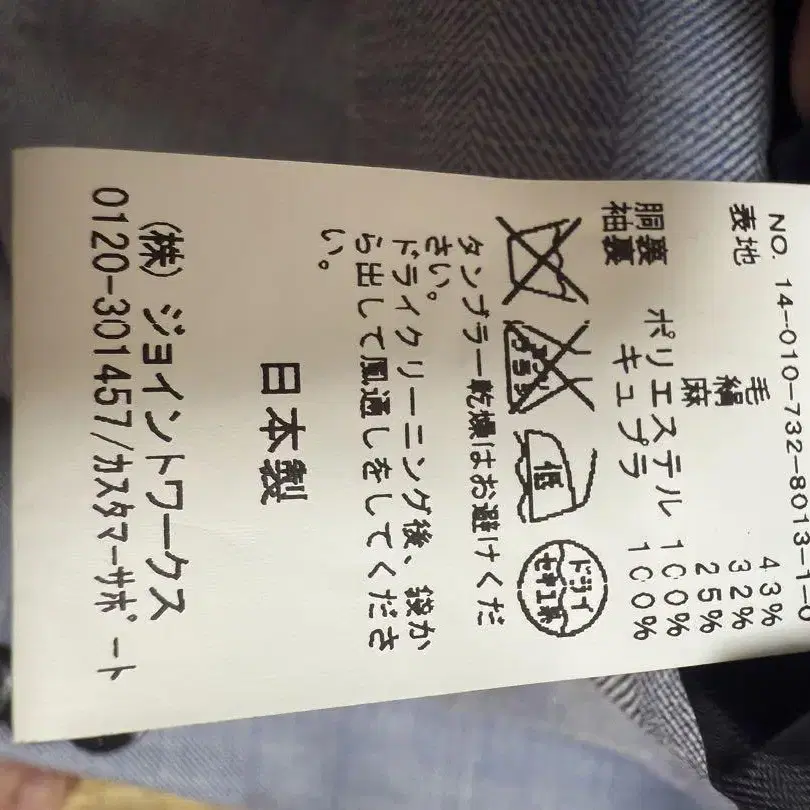 NO. 14-010-732-8013-1-0
表地 毛 43%
絹 32%
麻 25%
胴裏 ポリエステル 100%
袖裏 キュプラ 100%
低
ドライ
セキユ系
タンブラー乾燥はお避けくだ
さい。
ドライクリーニング後、袋か
ら出して風通しをしてくださ
い。
日本製
(株)ジョイントワークス
0120-301457/カスタマーサポート